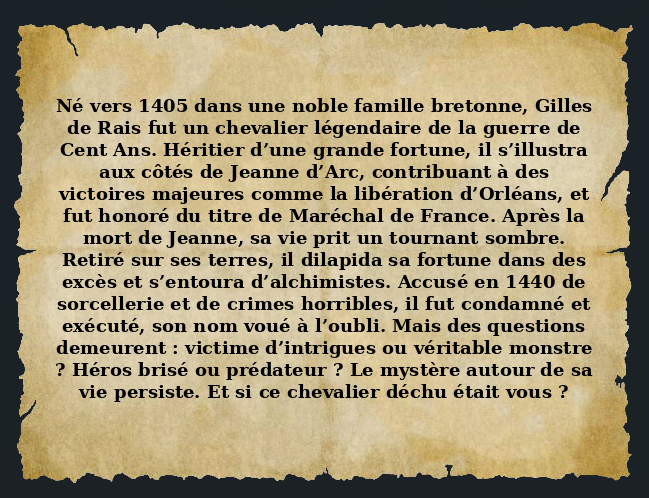 Né vers 1405 dans une noble famille bretonne, Gilles
de Rais fut un chevalier légendaire de la guerre de
Cent Ans. Héritier d’une grande fortune, il s’illustra
aux côtés de Jeanne d’Arc, contribuant à des
victoires majeures comme la libération d’Orléans, et
fut honoré du titre de Maréchal de France. Après la
mort de Jeanne, sa vie prit un tournant sombre.
Retiré sur ses terres, il dilapida sa fortune dans des
excès et s’entoura d’alchimistes. Accusé en 1440 de
sorcellerie et de crimes horribles, il fut condamné et
exécuté, son nom voué à l’oubli. Mais des questions
demeurent : victime d’intrigues ou véritable monstre
? Héros brisé ou prédateur ? Le mystère autour de sa
vie persiste. Et si ce chevalier déchu était vous ?